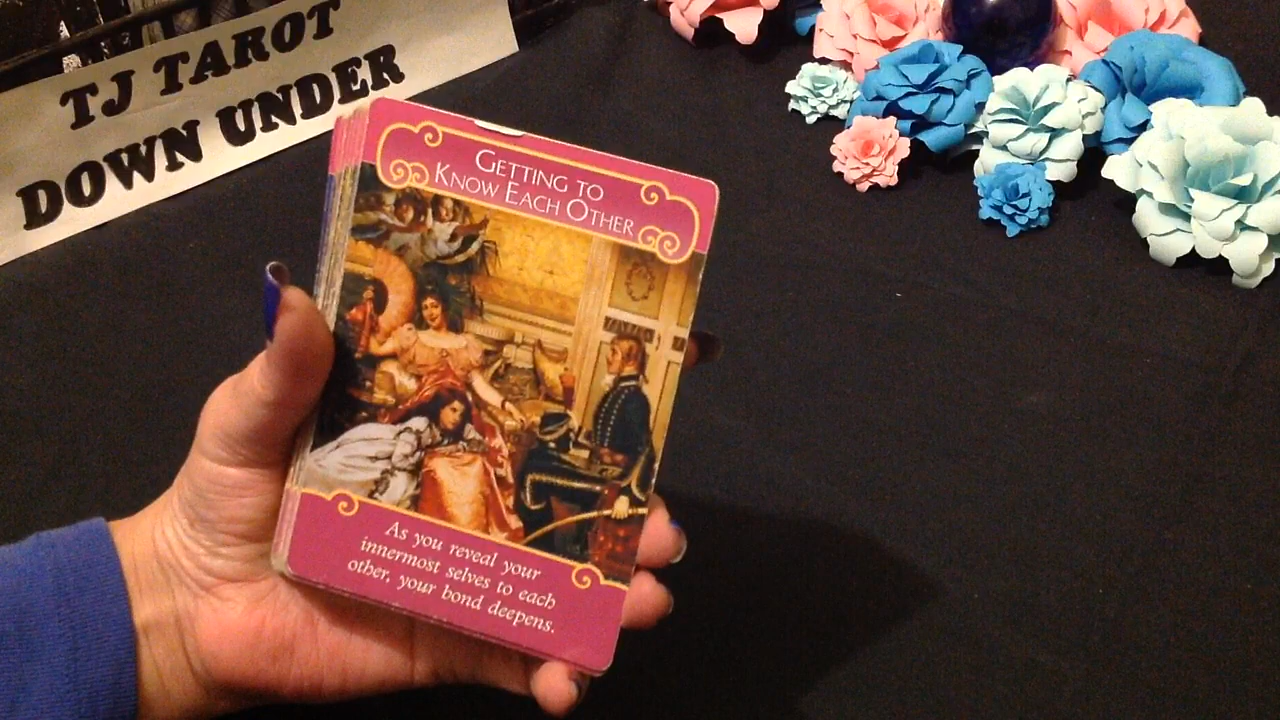 TJ TAROT
DOWN UNDER
GETTING TO
KNOW EACH OTHER
As you reveal your
innermost selves to each
other, your bond deepens.